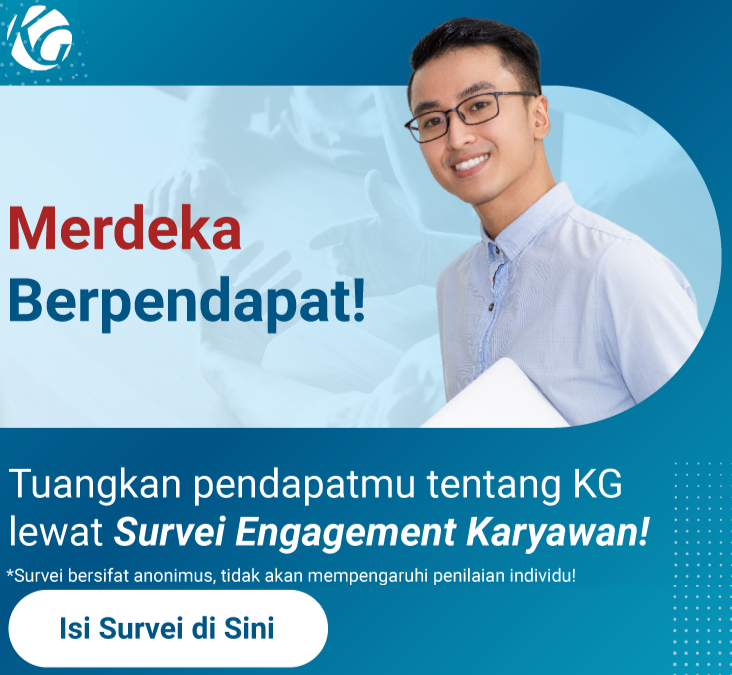 KG
Merdeka
Berpendapat!
Tuangkan pendapatmu tentang KG
lewat Survei Engagement Karyawan!
*Survei bersifat anonimus, tidak akan mempengaruhi penilaian individu!
Isi Survei di Sini